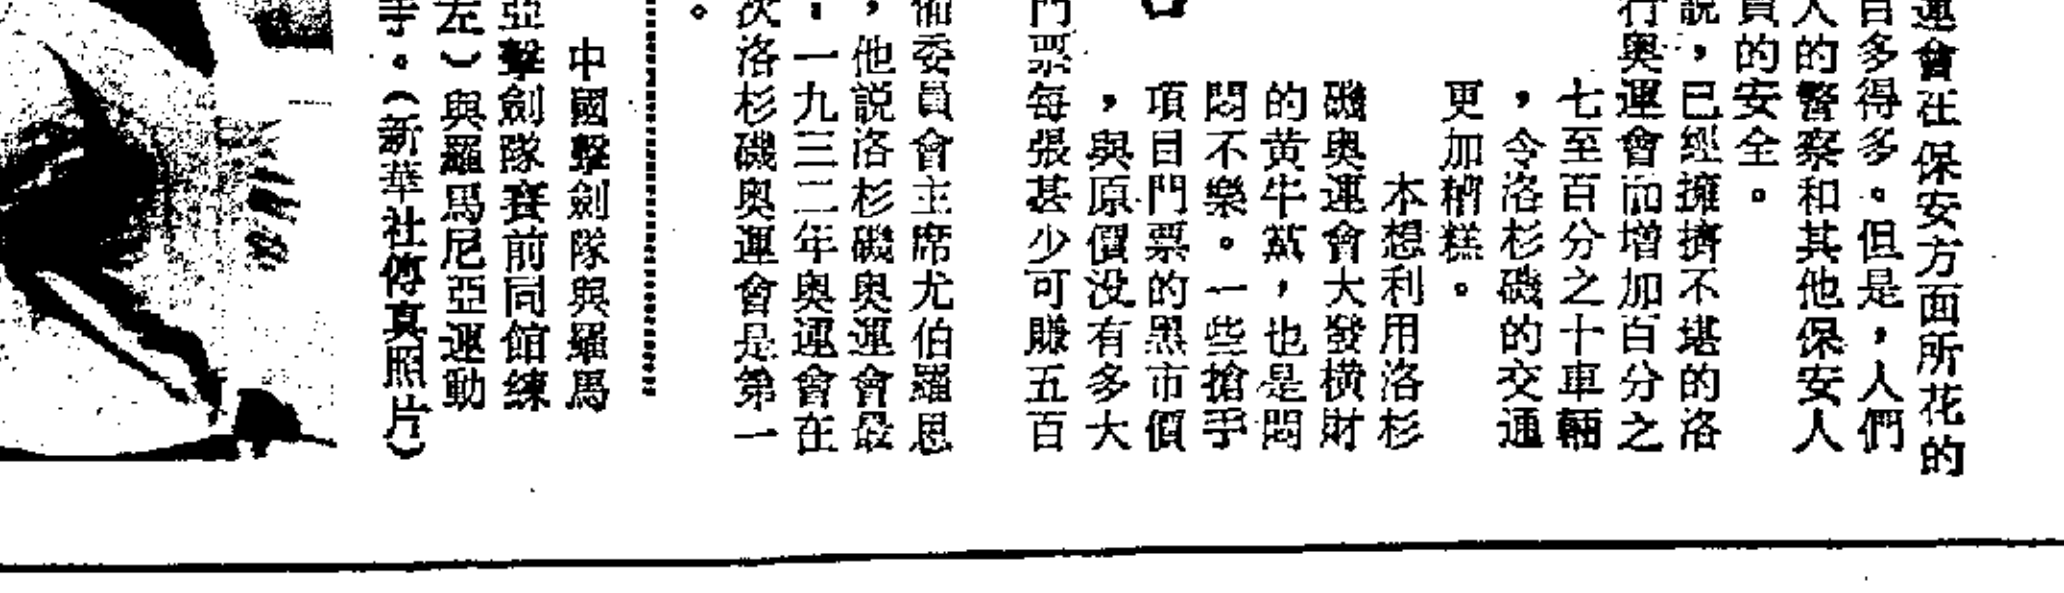 運會在保安方面所花的
自多得多。但是，人們
人的警察和其他保安人
員的安全。
説，已經擁擠不堪的洛
行奧運會而增加百分之
七至百分之十車輛
，令洛杉磯的交通
更加糟糕。
本想利用洛杉
磯奧運會大發橫財
的黃牛黨，也是悶
悶不樂。一些搶手
項目門票的黑市價
，與原價没有多大
門票每張甚少可賺五百
備委員會主席尤伯羅思
，他説洛杉磯奧運會最
一九三二年奧運會在
次洛杉磯奧運會是第一
。
中國擊劍隊與羅馬
亞擊劍隊賽前同館練
左）與羅馬尼亞運動
手。（新華社傳真照片）